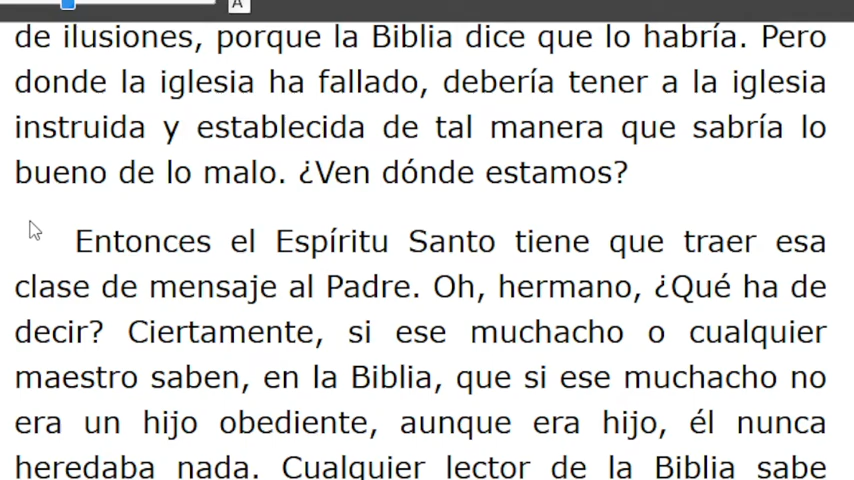 A
de ilusiones, porque la Biblia dice que lo habría. Pero
donde la iglesia ha fallado, debería tener a la iglesia
instruida y establecida de tal manera que sabría lo
bueno de lo malo. ¿Ven dónde estamos?
Entonces el Espíritu Santo tiene que traer esa
clase de mensaje al Padre. Oh, hermano, ¿Qué ha de
decir? Ciertamente, si ese muchacho o cualquier
maestro saben, en la Biblia, que si ese muchacho no
era un hijo obediente, aunque era hijo, él nunca
heredaba nada. Cualquier lector de la Biblia sabe